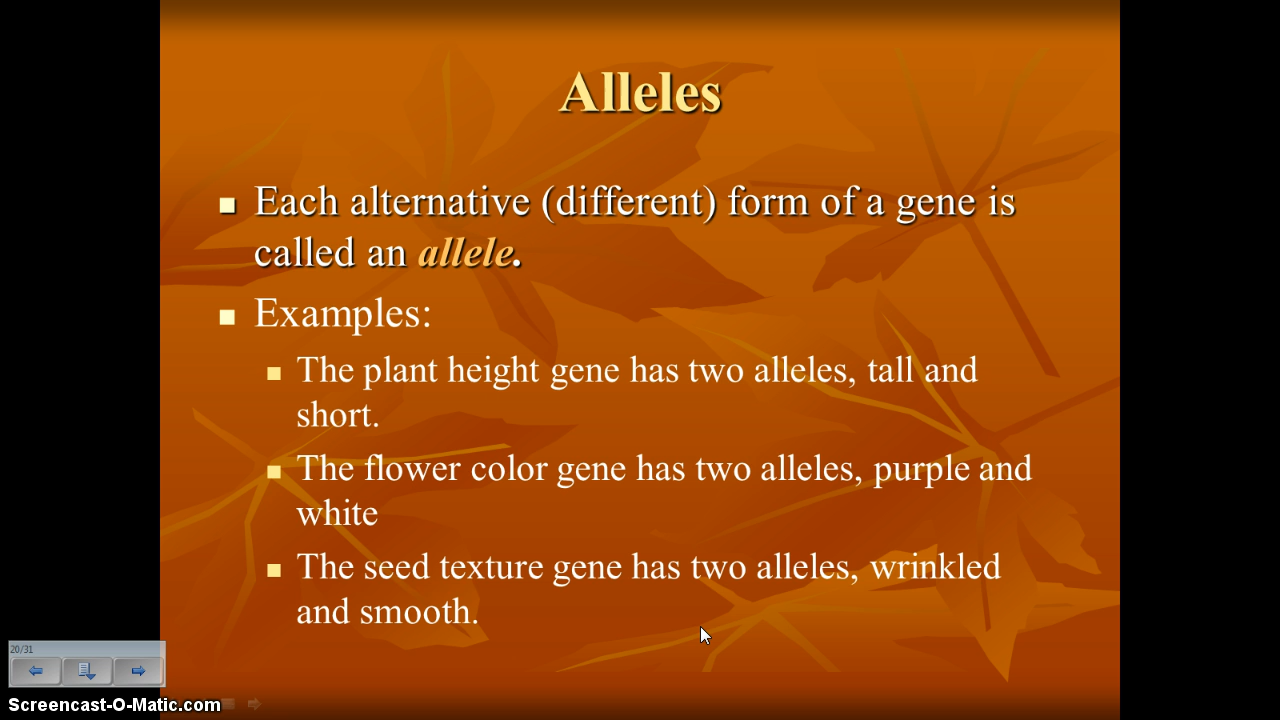 Alleles
Each alternative (different) form of a gene is
called an allele.
Examples:
The plant height gene has two alleles, tall and
short.
The flower color gene has two alleles, purple and
white
The seed texture gene has two alleles, wrinkled
and smooth.
20/31
Screencast-O-Matic.com